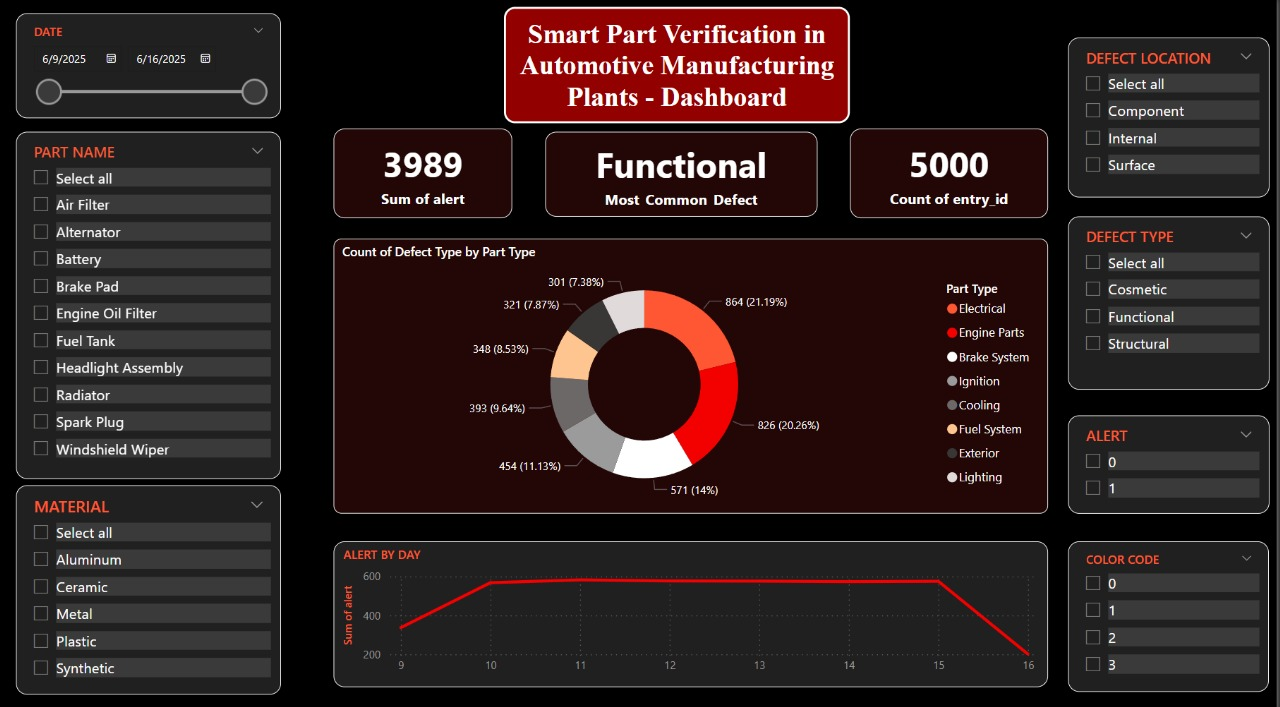 Smart Part Verification in
Automotive Manufacturing
Plants - Dashboard
DATE
6/9/2025 6/16/2025
PART NAME
Select all
Air Filter
Alternator
Battery
Brake Pad
Engine Oil Filter
Fuel Tank
Headlight Assembly
Radiator
Spark Plug
Windshield Wiper
MATERIAL
Select all
Aluminum
Ceramic
Metal
Plastic
Synthetic
3989
Sum of alert
Functional
Most Common Defect
5000
Count of entry_id
Count of Defect Type by Part Type
301 (7.38%)
864 (21.19%)
321 (7.87%)
348 (8.53%)
393 (9.64%)
826 (20.26%)
454 (11.13%)
571 (14%)
Part Type
Electrical
Engine Parts
Brake System
Ignition
Cooling
Fuel System
Exterior
Lighting
ALERT BY DAY
Sum of alert
600
400
200
9 10 11 12 13 14 15 16
DEFECT LOCATION
Select all
Component
Internal
Surface
DEFECT TYPE
Select all
Cosmetic
Functional
Structural
ALERT
0
1
COLOR CODE
0
1
2
3